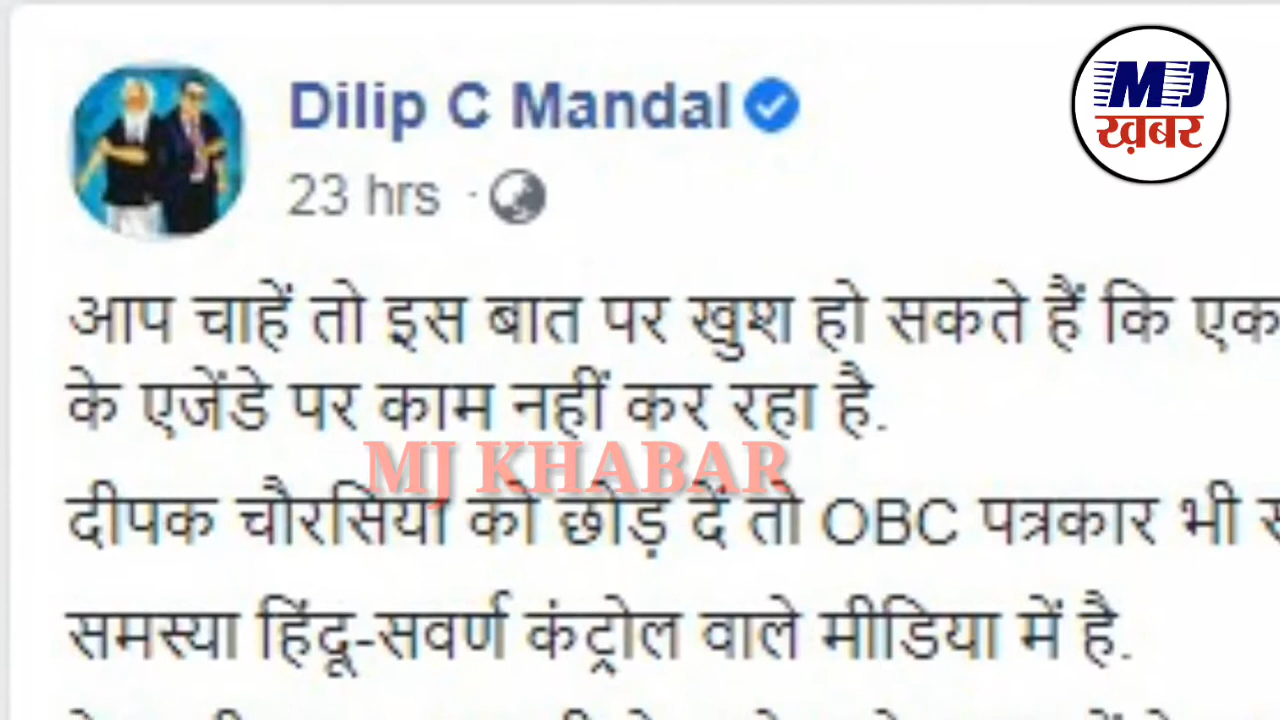 Dilip C Mandal
MJ
ख़बर
23 hrs ·
आप चाहें तो इस बात पर खुश हो सकते हैं कि एक
के एजेंडे पर काम नहीं कर रहा है.
MJ KHABAR
दीपक चौरसिया को छोड़ दें तो OBC पत्रकार भी
समस्या हिंदू-सवर्ण कंट्रोल वाले मीडिया में है.